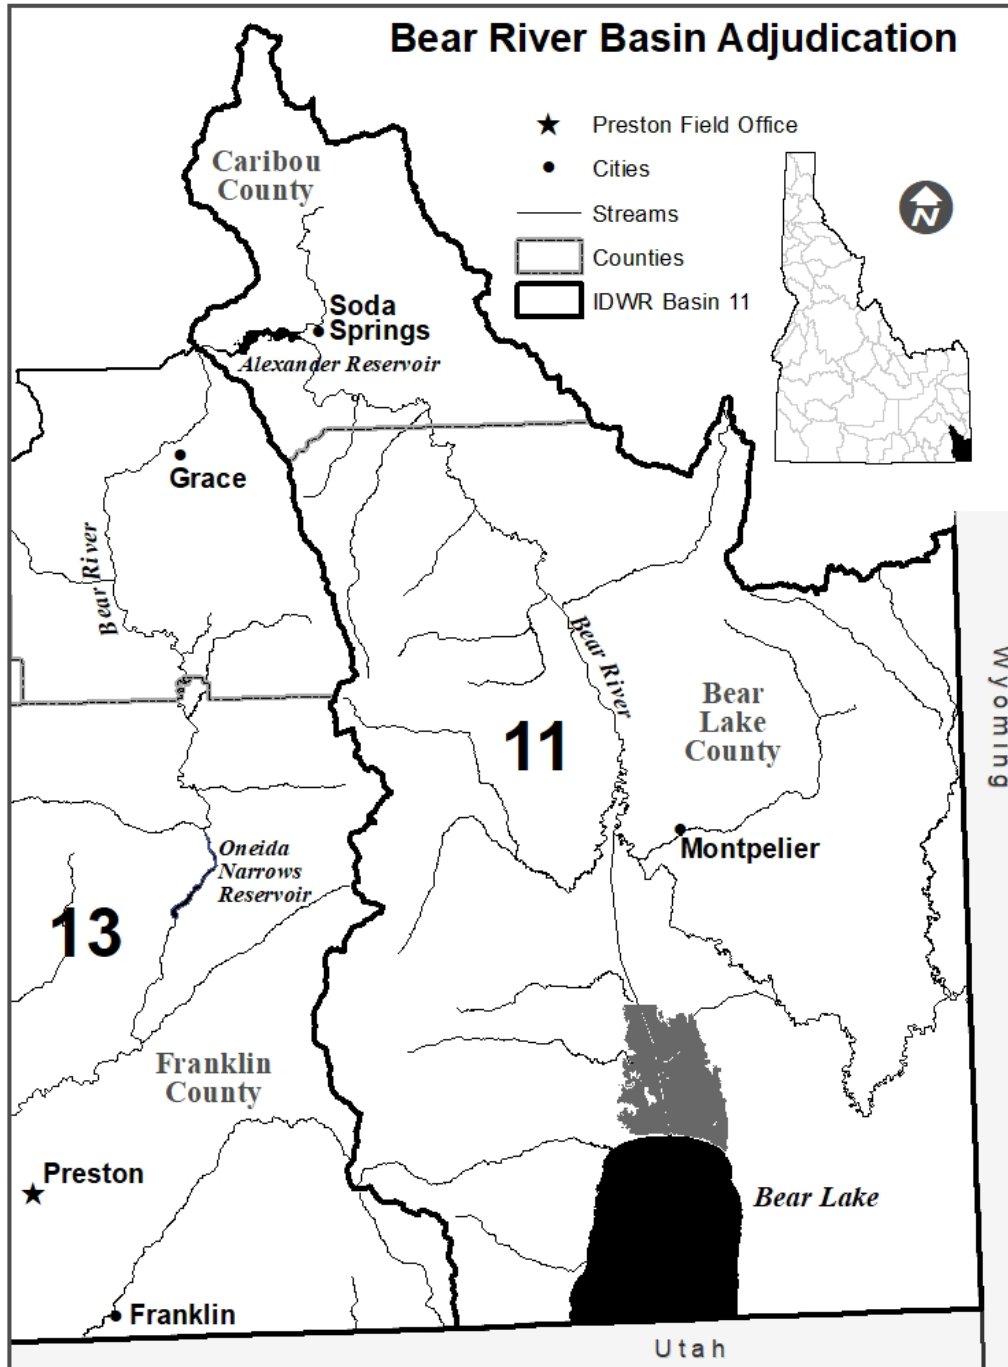 Bear River Basin Adjudication
Preston Field Office
Cities
Streams
Counties
IDWR Basin 11
N
Caribou
County
Soda
Springs
Alexander Reservoir
Grace
Bear River
Bear River
Bear
Lake
County
11
Wyoming
Montpelier
Oneida
Narrows
Reservoir
13
Franklin
County
Preston
Bear Lake
Franklin
Utah